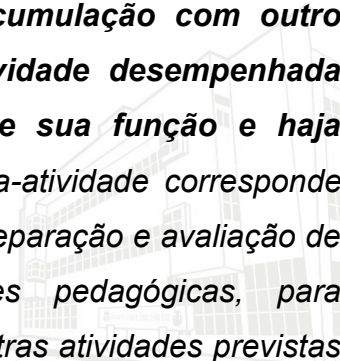 cumulação com outro
vidade desempenhada
e sua função e haja
a-atividade corresponde
eparação e avaliação de
es pedagógicas, para
tras atividades previstas